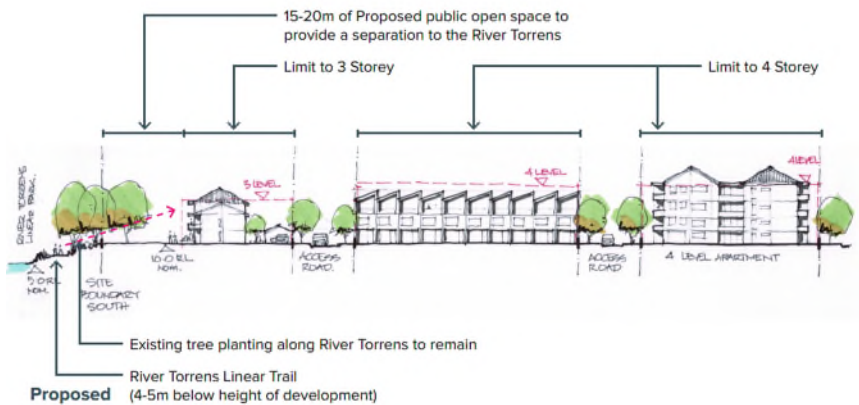 15-20m of Proposed public open space to
provide a separation to the River Torrens
Limit to 3 Storey
Limit to 4 Storey
RIVER TORRENS
LINEAR PARK.
3 LEVEL
4 LEVEL
4 LEVEL
5.0 RL
NOM.
SITE
BOUNDARY
SOUTH
10.0 RL
NOM.
ACCESS
ROAD.
ACCESS
ROAD
4 LEVEL APARTMENT
Existing tree planting along River Torrens to remain
River Torrens Linear Trail
Proposed (4-5m below height of development)